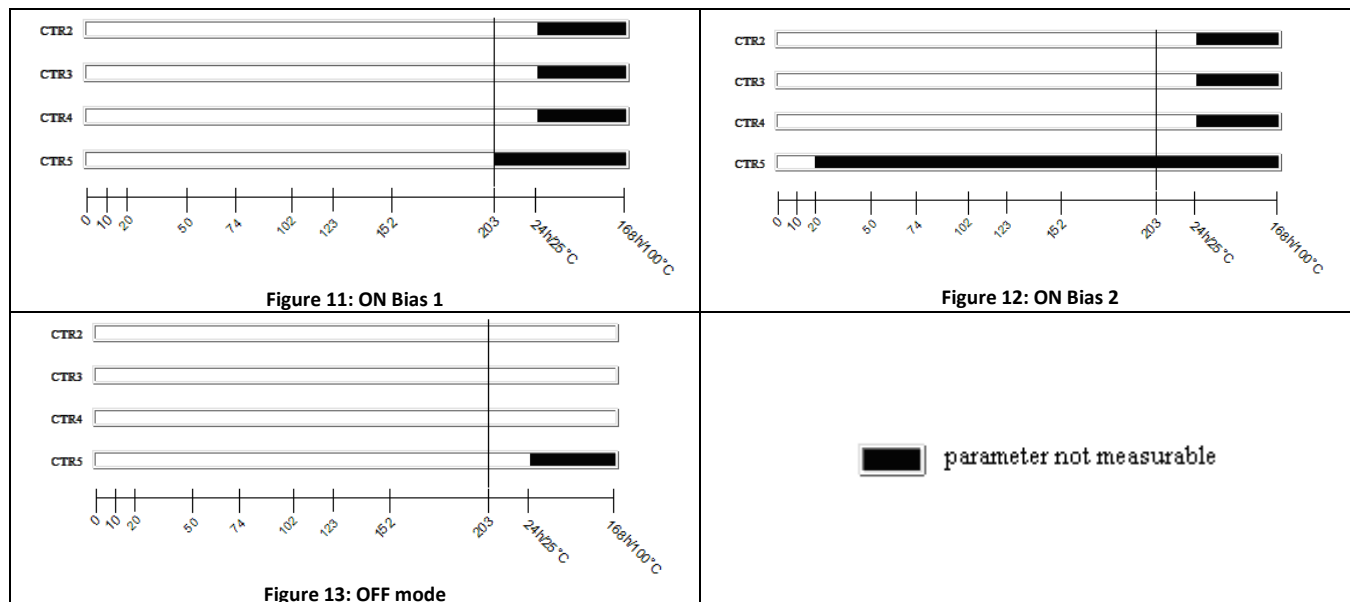 CTR2
CTR3
CTR4
CTR5
0 10 20 50 74 102 123 152 203 24h/25°C 168h/100°C
Figure 11: ON Bias 1
CTR2
CTR3
CTR4
CTR5
0 10 20 50 74 102 123 152 203 24h/25°C 168h/100°C
Figure 12: ON Bias 2
CTR2
CTR3
CTR4
CTR5
0 10 20 50 74 102 123 152 203 24h/25°C 168h/100°C
Figure 13: OFF mode
parameter not measurable